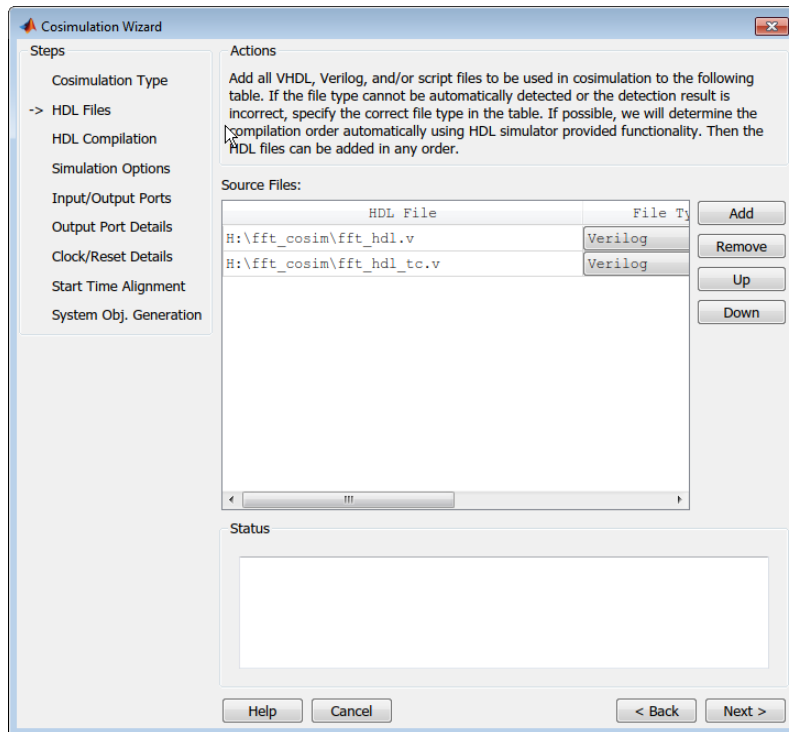 Cosimulation Wizard
Steps
Cosimulation Type
-> HDL Files
HDL Compilation
Simulation Options
Input/Output Ports
Output Port Details
Clock/Reset Details
Start Time Alignment
System Obj. Generation
Actions
Add all VHDL, Verilog, and/or script files to be used in cosimulation to the following
table. If the file type cannot be automatically detected or the detection result is
incorrect, specify the correct file type in the table. If possible, we will determine the
compilation order automatically using HDL simulator provided functionality. Then the
HDL files can be added in any order.
Source Files:
HDL File File Ty
H:\fft_cosim\fft_hdl.v Verilog
H:\fft_cosim\fft_hdl_tc.v Verilog
Add
Remove
Up
Down
Status
Help Cancel < Back Next >